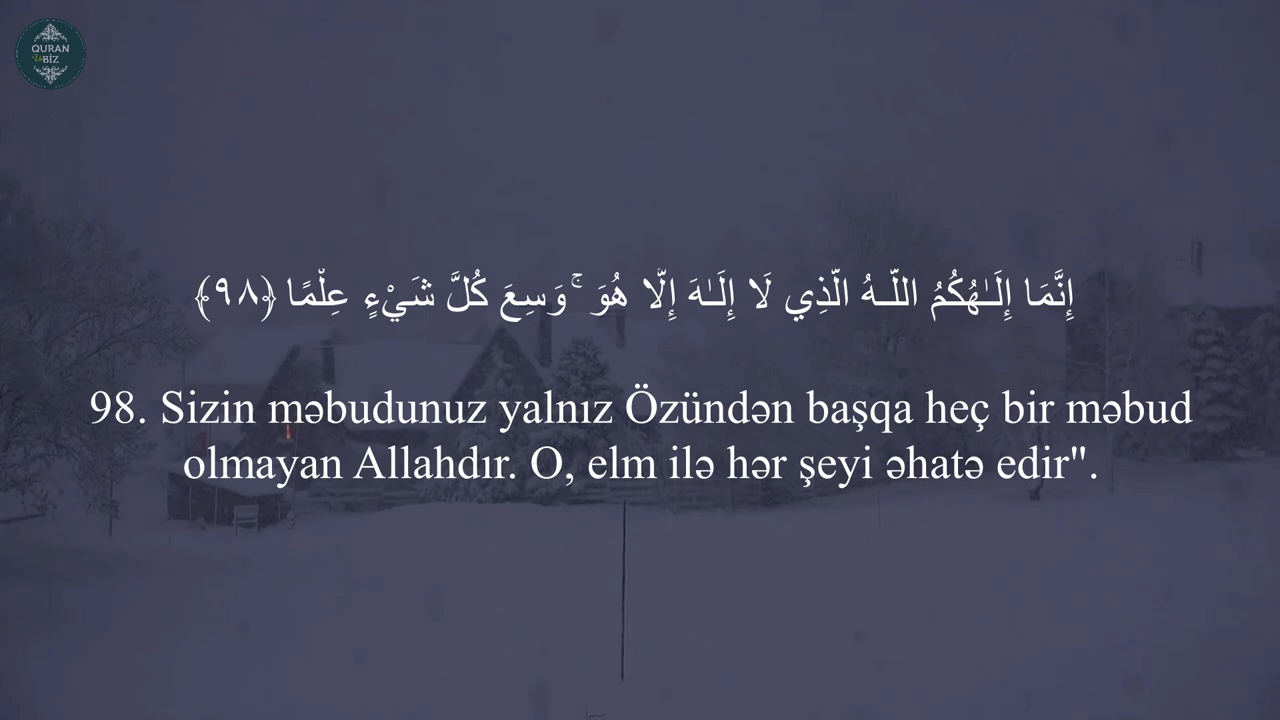 QURAN
Və BİZ
إِنَّمَا إِلَـٰهُكُمُ اللَّـهُ الَّذِي لَا إِلَـٰهَ إِلَّا هُوَ ۚ وَسِعَ كُلَّ شَيْءٍ عِلْمًا ﴿٩٨﴾
98. Sizin məbudunuz yalnız Özündən başqa heç bir məbud
olmayan Allahdır. O, elm ilə hər şeyi əhatə edir".